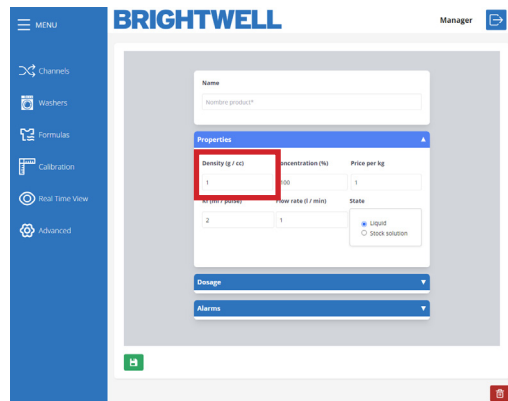 MENU
BRIGHTWELL
Manager
Channels
Washers
Formulas
Calibration
Real Time View
Advanced
Name
Nombre product*
Properties
Density (g / cc)
oncentration (%)
Price per kg
1
100
1
Flow rate (l / min)
State
2
1
Liquid
Stock solution
Dosage
Alarms